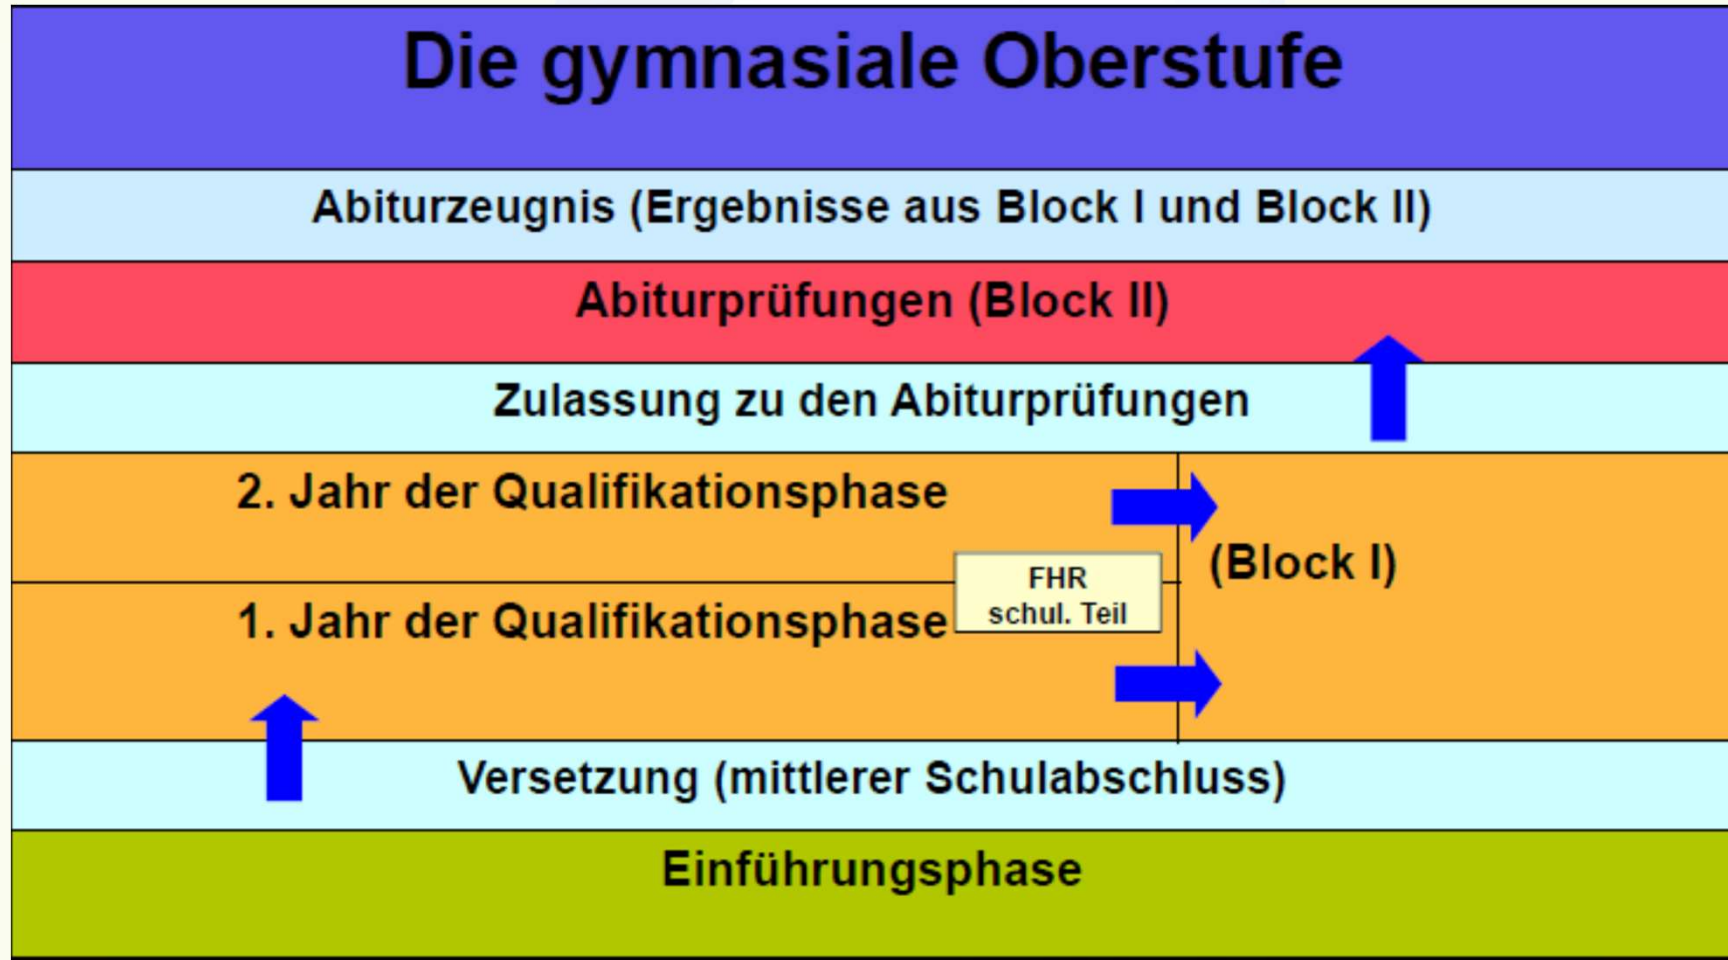 Die gymnasiale Oberstufe
Abiturzeugnis (Ergebnisse aus Block I und Block II)
Abiturprüfungen (Block II)
Zulassung zu den Abiturprüfungen
2. Jahr der Qualifikationsphase
(Block I)
FHR
schul. Teil
1. Jahr der Qualifikationsphase
Versetzung (mittlerer Schulabschluss)
Einführungsphase